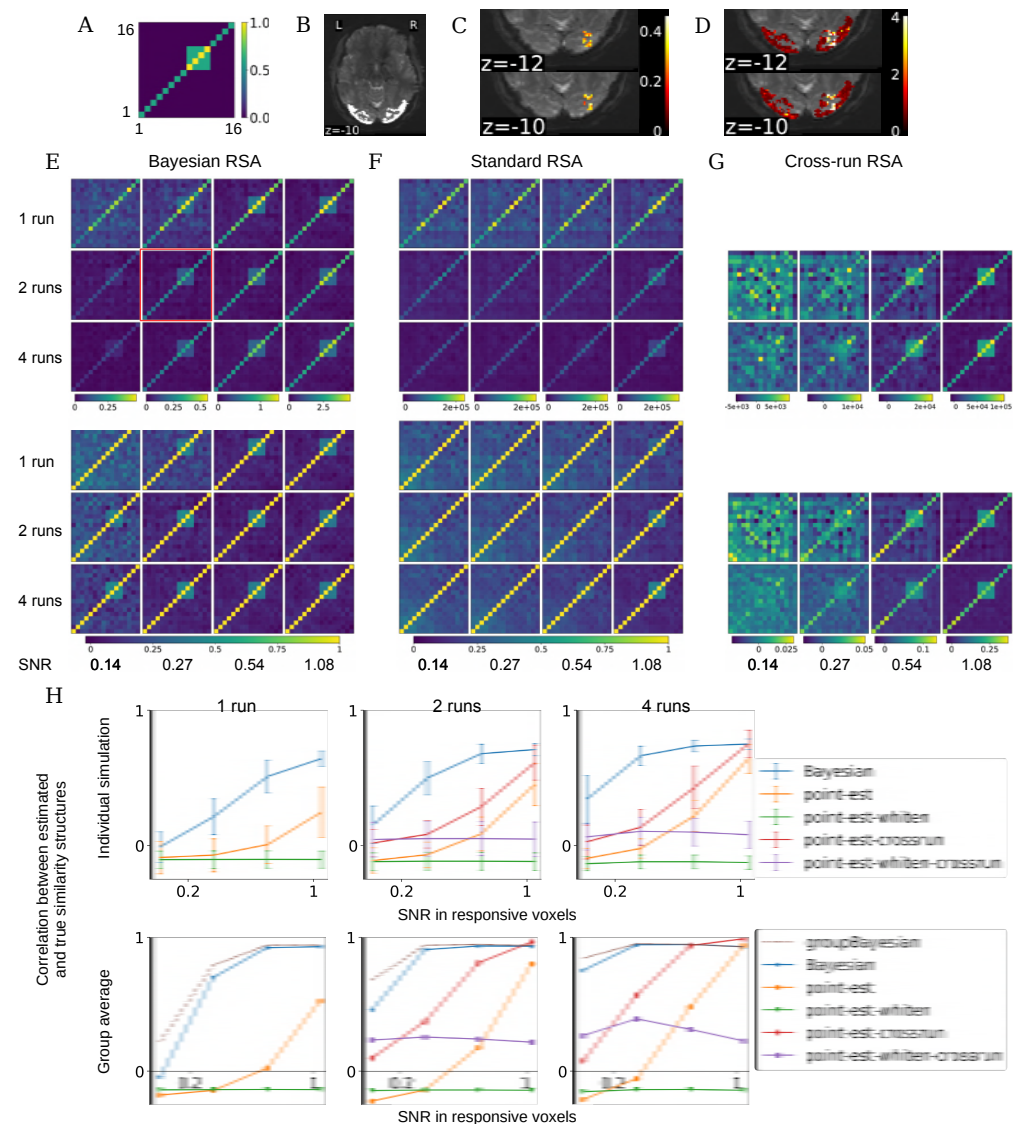 A
16
1
1
16
1.0
0.5
0.0
B
L
R
z=-10
C
z=-12
z=-10
0.4
0.2
0
D
z=-12
z=-10
4
2
0
E
Bayesian RSA
F
Standard RSA
G
Cross-run RSA
1 run
2 runs
4 runs
0 0.25
0 0.25 0.5
0 1
0 2.5
0 2e+05
0 2e+05
0 2e+05
0 2e+05
-5e+03 0 5e+03
0 1e+04
0 2e+04
0 5e+04 1e+05
1 run
2 runs
4 runs
0 0.25 0.5 0.75 1
0 0.25 0.5 0.75 1
0 0.025
0 0.05
0 0.1
0 0.25
SNR
0.14 0.27 0.54 1.08
0.14 0.27 0.54 1.08
0.14 0.27 0.54 1.08
H
Correlation between estimated
and true similarity structures
Individual simulation
1 run
2 runs
4 runs
1
0
0.2 1
1
0
0.2 1
1
0
0.2 1
SNR in responsive voxels
Bayesian
point-est
point-est-whiten
point-est-crossrun
point-est-whiten-crossrun
Group average
1
0
0.2 1
1
0
0.2 1
1
0
0.2 1
SNR in responsive voxels
groupBayesian
Bayesian
point-est
point-est-whiten
point-est-crossrun
point-est-whiten-crossrun